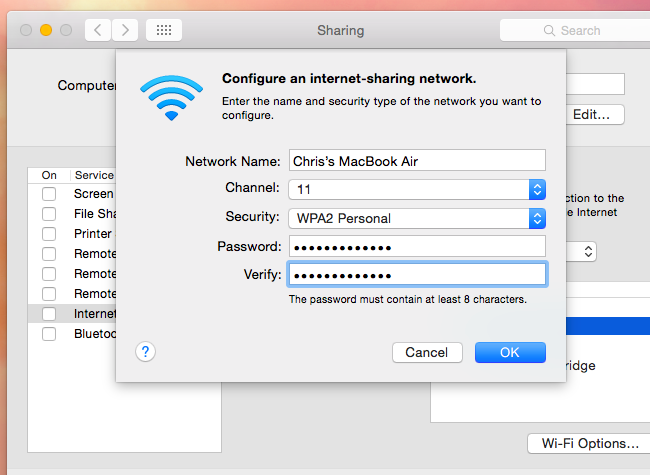 Sharing
Search
Computer
Edit...
Configure an internet-sharing network.
Enter the name and security type of the network you want to
configure.
Network Name: Chris's MacBook Air
Channel: 11
Security: WPA2 Personal
Password: •••••••••••••
Verify: •••••••••••••
The password must contain at least 8 characters.
? Cancel OK
On Service
Screen
File Sha
Printer
Remote
Remote
Remote
Internet
Bluetoo
ction to the
e Internet
ridge
Wi-Fi Options...